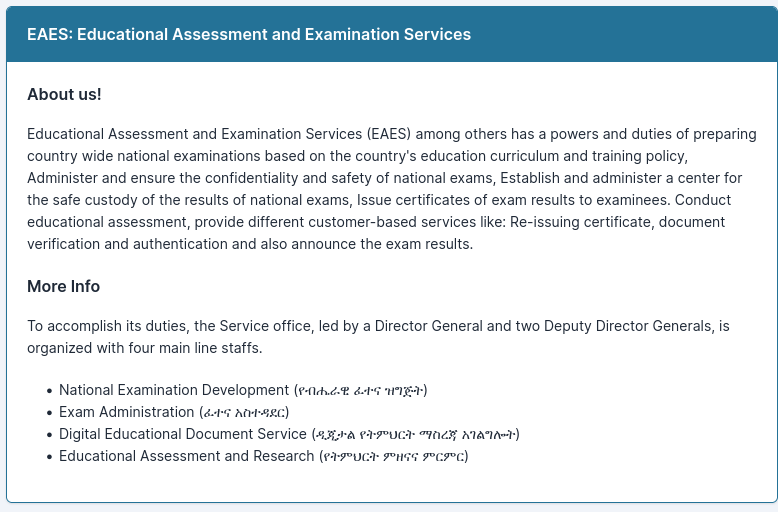 EAES: Educational Assessment and Examination Services
About us!
Educational Assessment and Examination Services (EAES) among others has a powers and duties of preparing
country wide national examinations based on the country's education curriculum and training policy,
Administer and ensure the confidentiality and safety of national exams, Establish and administer a center for
the safe custody of the results of national exams, Issue certificates of exam results to examinees. Conduct
educational assessment, provide different customer-based services like: Re-issuing certificate, document
verification and authentication and also announce the exam results.
More Info
To accomplish its duties, the Service office, led by a Director General and two Deputy Director Generals, is
organized with four main line staffs.
• National Examination Development (የብሔራዊ ፈተና ዝግጅት)
• Exam Administration (ፈተና አስተዳደር)
• Digital Educational Document Service (ዲጂታል የትምህርት ማስረጃ አገልግሎት)
• Educational Assessment and Research (የትምህርት ምዘናና ምርምር)